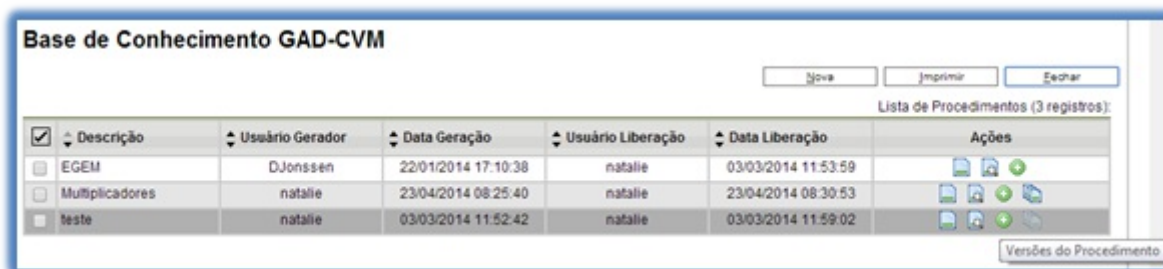 Base de Conhecimento GAD-CVM
Nova Imprimir Fechar
Lista de Procedimentos (3 registros):
Descrição Usuário Gerador Data Geração Usuário Liberação Data Liberação Ações
EGEM DJonssen 22/01/2014 17:10:38 natalie 03/03/2014 11:53:59
Multiplicadores natalie 23/04/2014 08:25:40 natalie 23/04/2014 08:30:53
teste natalie 03/03/2014 11:52:42 natalie 03/03/2014 11:59:02
Versões do Procedimento